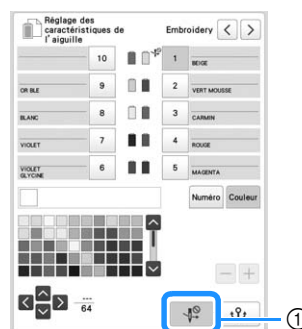 Réglage des
caractéristiques de
l'aiguille
Embroidery
10
1 BEIGE
OR BLE 9
2 VERT MOUSSE
BLANC 8
3 CARMIN
VIOLET 7
4 ROUGE
VIOLET
GLYCINE 6
5 MAGENTA
Numéro Couleur
---
64
①